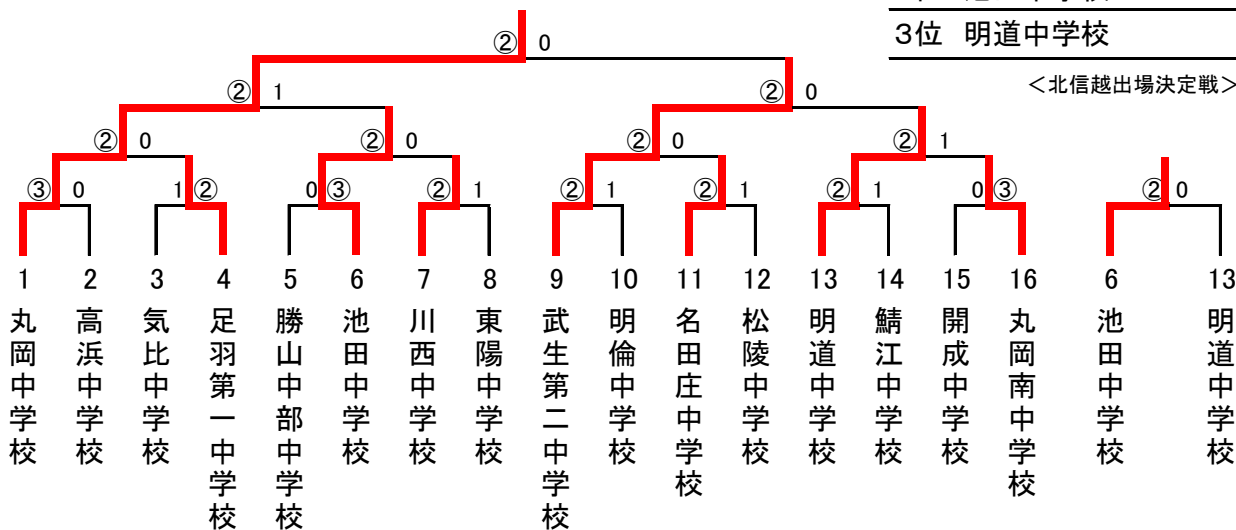 3位 明道中学校
<北信越出場決定戦>
② 0
② 1 ② 0
② 0 ② 0 ② 0 ② 1
③ 0 1 ② 0 ③ ② 1 ② 1 ② 1 ② 1 0 ③ ② 0
1 2 3 4 5 6 7 8 9 10 11 12 13 14 15 16 6 13
丸岡中学校
高浜中学校
気比中学校
足羽第一中学校
勝山中部中学校
池田中学校
川西中学校
東陽中学校
武生第二中学校
明倫中学校
名田庄中学校
松陵中学校
明道中学校
鯖江中学校
開成中学校
丸岡南中学校
池田中学校
明道中学校